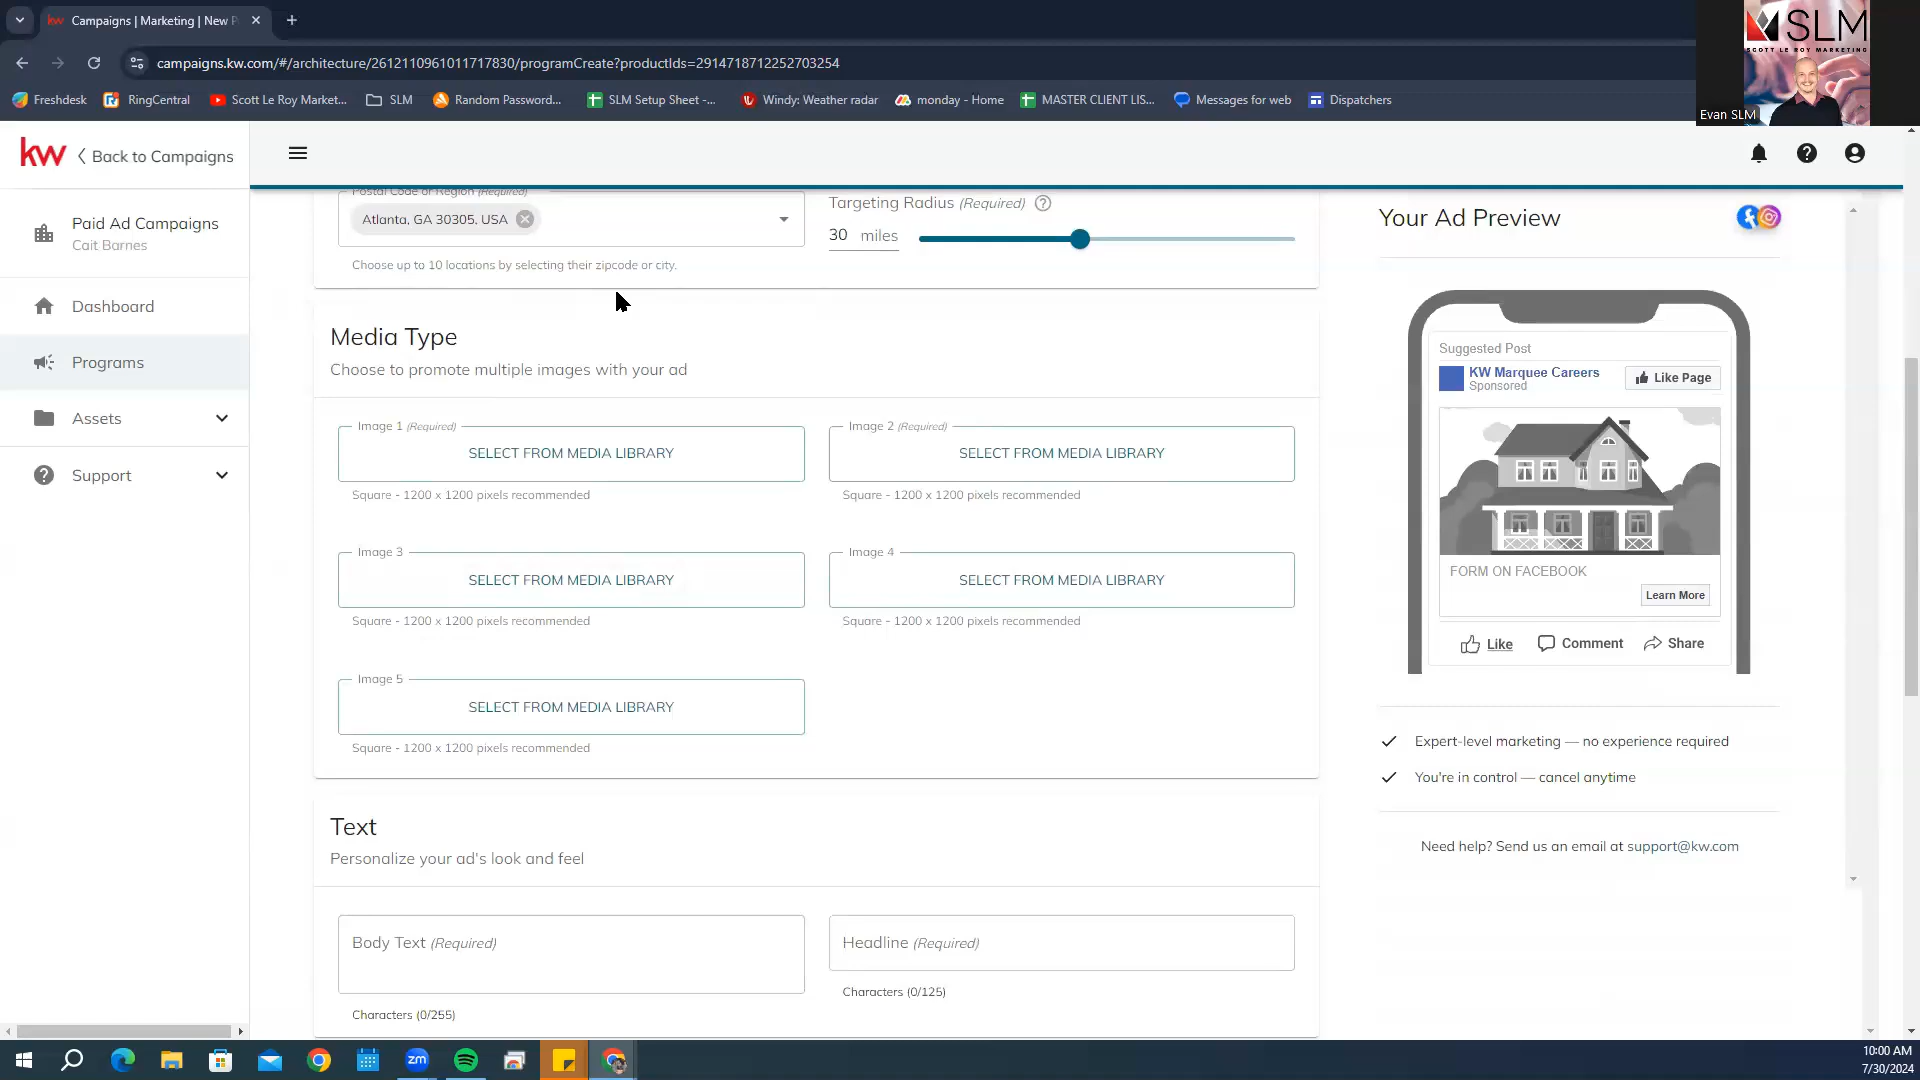 Campaigns | Marketing | New P
campaigns.kw.com/#/architecture/2612110961011717830/programCreate?productIds=2914718712252703254
Freshdesk
RingCentral
Scott Le Roy Market...
SLM
Random Password...
SLM Setup Sheet -...
Windy: Weather radar
monday - Home
MASTER CLIENT LIS...
Messages for web
Dispatchers
SLM
SCOTT LE ROY MARKETING
Evan SLM
kw
Back to Campaigns
Paid Ad Campaigns
Cait Barnes
Dashboard
Programs
Assets
Support
Postal Code or Region (Required)
Atlanta, GA 30305, USA
Choose up to 10 locations by selecting their zipcode or city.
Targeting Radius (Required)
30 miles
Media Type
Choose to promote multiple images with your ad
Image 1 (Required)
SELECT FROM MEDIA LIBRARY
Square - 1200 x 1200 pixels recommended
Image 2 (Required)
SELECT FROM MEDIA LIBRARY
Square - 1200 x 1200 pixels recommended
Image 3
SELECT FROM MEDIA LIBRARY
Square - 1200 x 1200 pixels recommended
Image 4
SELECT FROM MEDIA LIBRARY
Square - 1200 x 1200 pixels recommended
Image 5
SELECT FROM MEDIA LIBRARY
Square - 1200 x 1200 pixels recommended
Text
Personalize your ad's look and feel
Body Text (Required)
Characters (0/255)
Headline (Required)
Characters (0/125)
Your Ad Preview
Suggested Post
KW Marquee Careers
Sponsored
Like Page
FORM ON FACEBOOK
Learn More
Like
Comment
Share
Expert-level marketing — no experience required
You're in control — cancel anytime
Need help? Send us an email at support@kw.com
zm
10:00 AM
7/30/2024